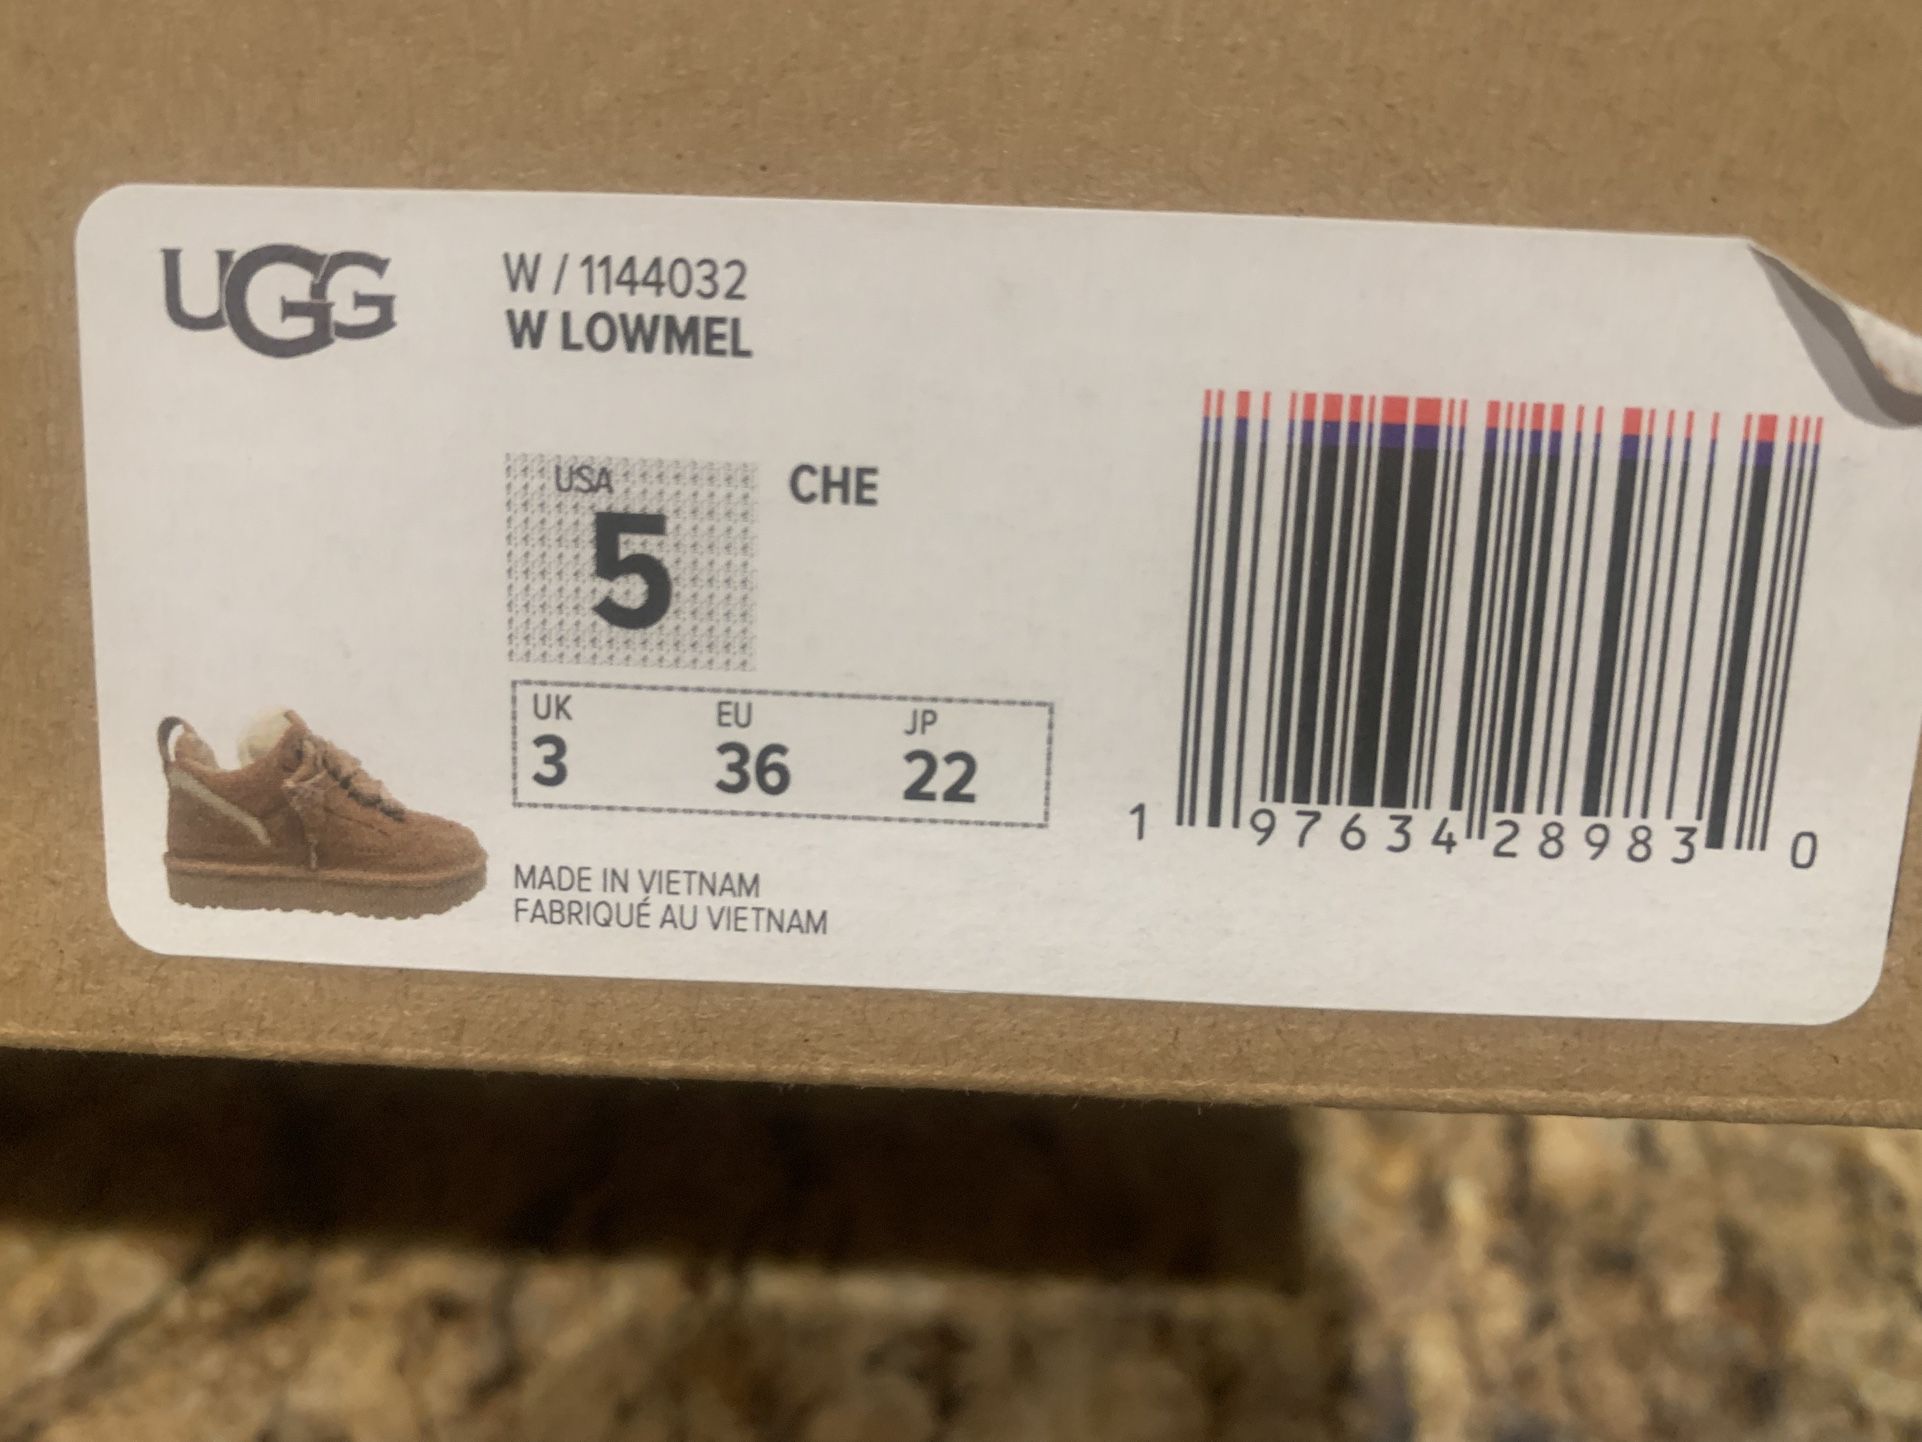 UGG
W / 1144032
W LOWMEL
USA
5
CHE
UK EU JP
3 36 22
MADE IN VIETNAM
FABRIQUÉ AU VIETNAM
1 97634 28983 0